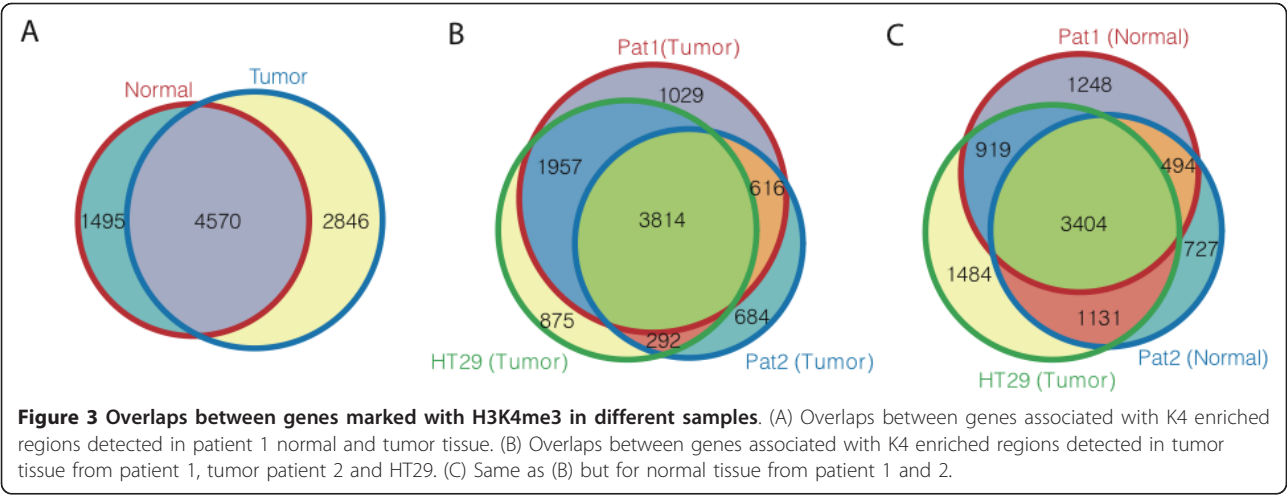 A
Normal
Tumor
1495
4570
2846
B
Pat1(Tumor)
1029
1957
616
3814
875
684
292
HT29 (Tumor)
Pat2 (Tumor)
C
Pat1 (Normal)
1248
919
494
3404
727
1484
1131
Pat2 (Normal)
HT29 (Tumor)
Figure 3 Overlaps between genes marked with H3K4me3 in different samples. (A) Overlaps between genes associated with K4 enriched
regions detected in patient 1 normal and tumor tissue. (B) Overlaps between genes associated with K4 enriched regions detected in tumor
tissue from patient 1, tumor patient 2 and HT29. (C) Same as (B) but for normal tissue from patient 1 and 2.